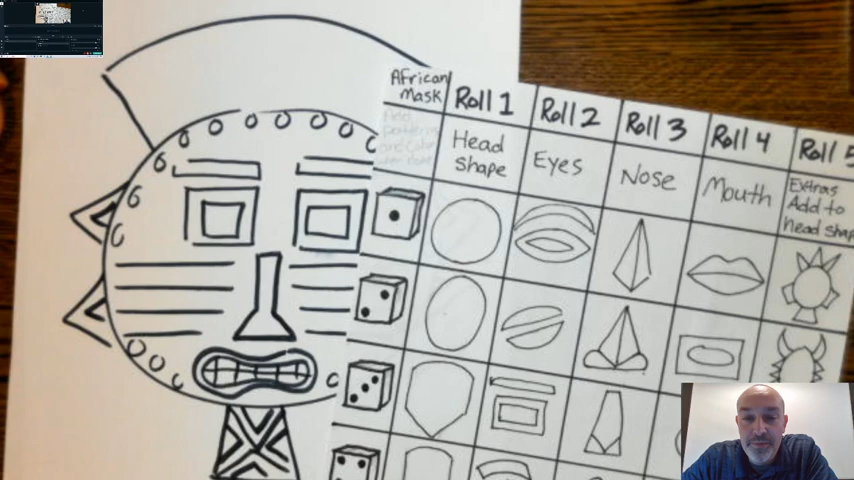 African
Mask
Roll 1
Roll 2
Roll 3
Roll 4
Roll 5
Head
shape
Eyes
Nose
Mouth
Extras
Add to
head shape